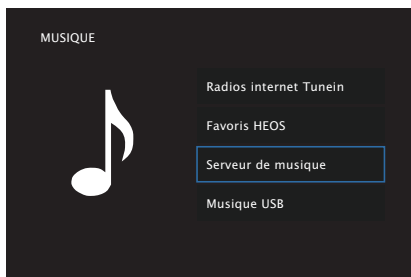 MUSIQUE
Radios internet Tunein
Favoris HEOS
Serveur de musique
Musique USB